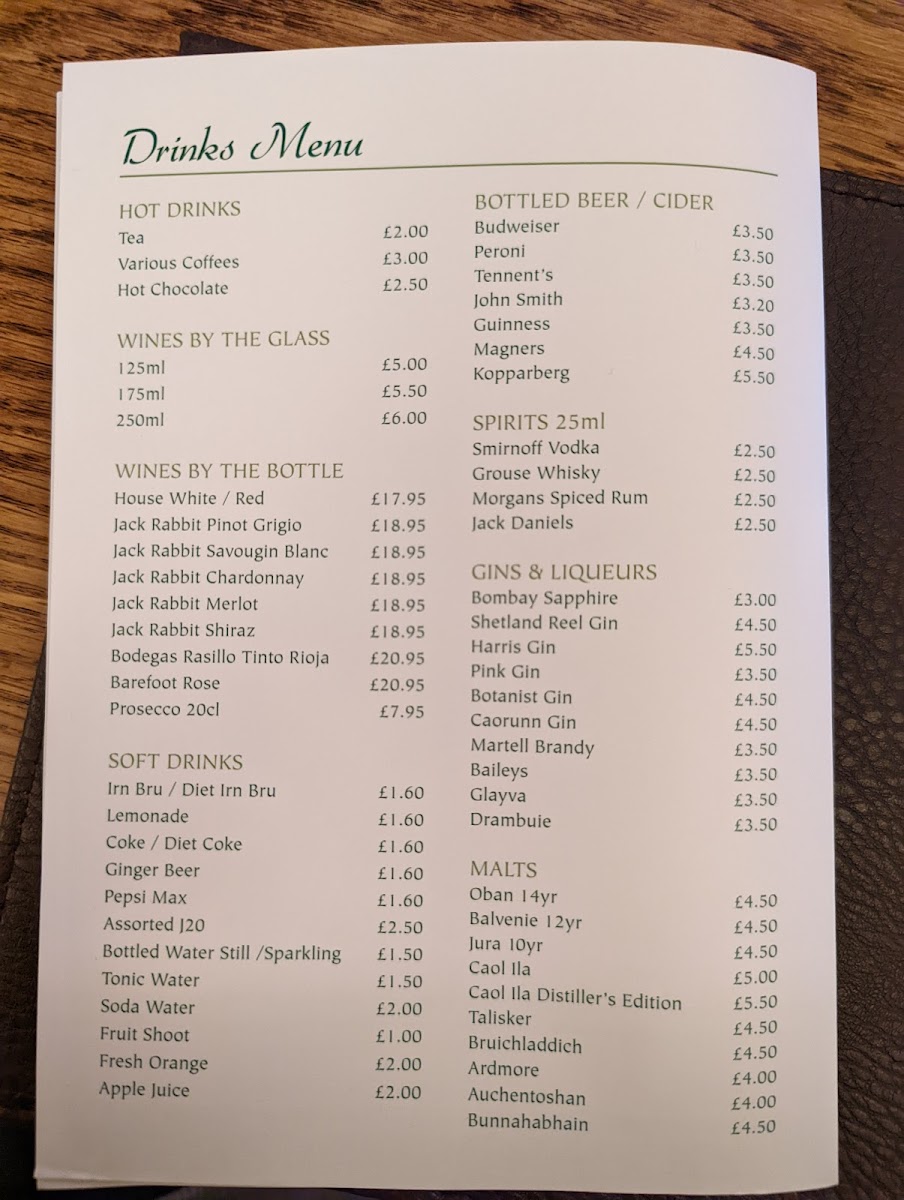 Drinks Menu
HOT DRINKS
Tea £2.00
Various Coffees £3.00
Hot Chocolate £2.50
WINES BY THE GLASS
125ml £5.00
175ml £5.50
250ml £6.00
WINES BY THE BOTTLE
House White / Red £17.95
Jack Rabbit Pinot Grigio £18.95
Jack Rabbit Savougin Blanc £18.95
Jack Rabbit Chardonnay £18.95
Jack Rabbit Merlot £18.95
Jack Rabbit Shiraz £18.95
Bodegas Rasillo Tinto Rioja £20.95
Barefoot Rose £20.95
Prosecco 20cl £7.95
SOFT DRINKS
Irn Bru / Diet Irn Bru £1.60
Lemonade £1.60
Coke / Diet Coke £1.60
Ginger Beer £1.60
Pepsi Max £1.60
Assorted J20 £2.50
Bottled Water Still /Sparkling £1.50
Tonic Water £1.50
Soda Water £2.00
Fruit Shoot £1.00
Fresh Orange £2.00
Apple Juice £2.00
BOTTLED BEER / CIDER
Budweiser £3.50
Peroni £3.50
Tennent's £3.50
John Smith £3.20
Guinness £3.50
Magners £4.50
Kopparberg £5.50
SPIRITS 25ml
Smirnoff Vodka £2.50
Grouse Whisky £2.50
Morgans Spiced Rum £2.50
Jack Daniels £2.50
GINS & LIQUEURS
Bombay Sapphire £3.00
Shetland Reel Gin £4.50
Harris Gin £5.50
Pink Gin £3.50
Botanist Gin £4.50
Caorunn Gin £4.50
Martell Brandy £3.50
Baileys £3.50
Glayva £3.50
Drambuie £3.50
MALTS
Oban 14yr £4.50
Balvenie 12yr £4.50
Jura 10yr £4.50
Caol Ila £5.00
Caol Ila Distiller's Edition £5.50
Talisker £4.50
Bruichladdich £4.50
Ardmore £4.00
Auchentoshan £4.00
Bunnahabhain £4.50